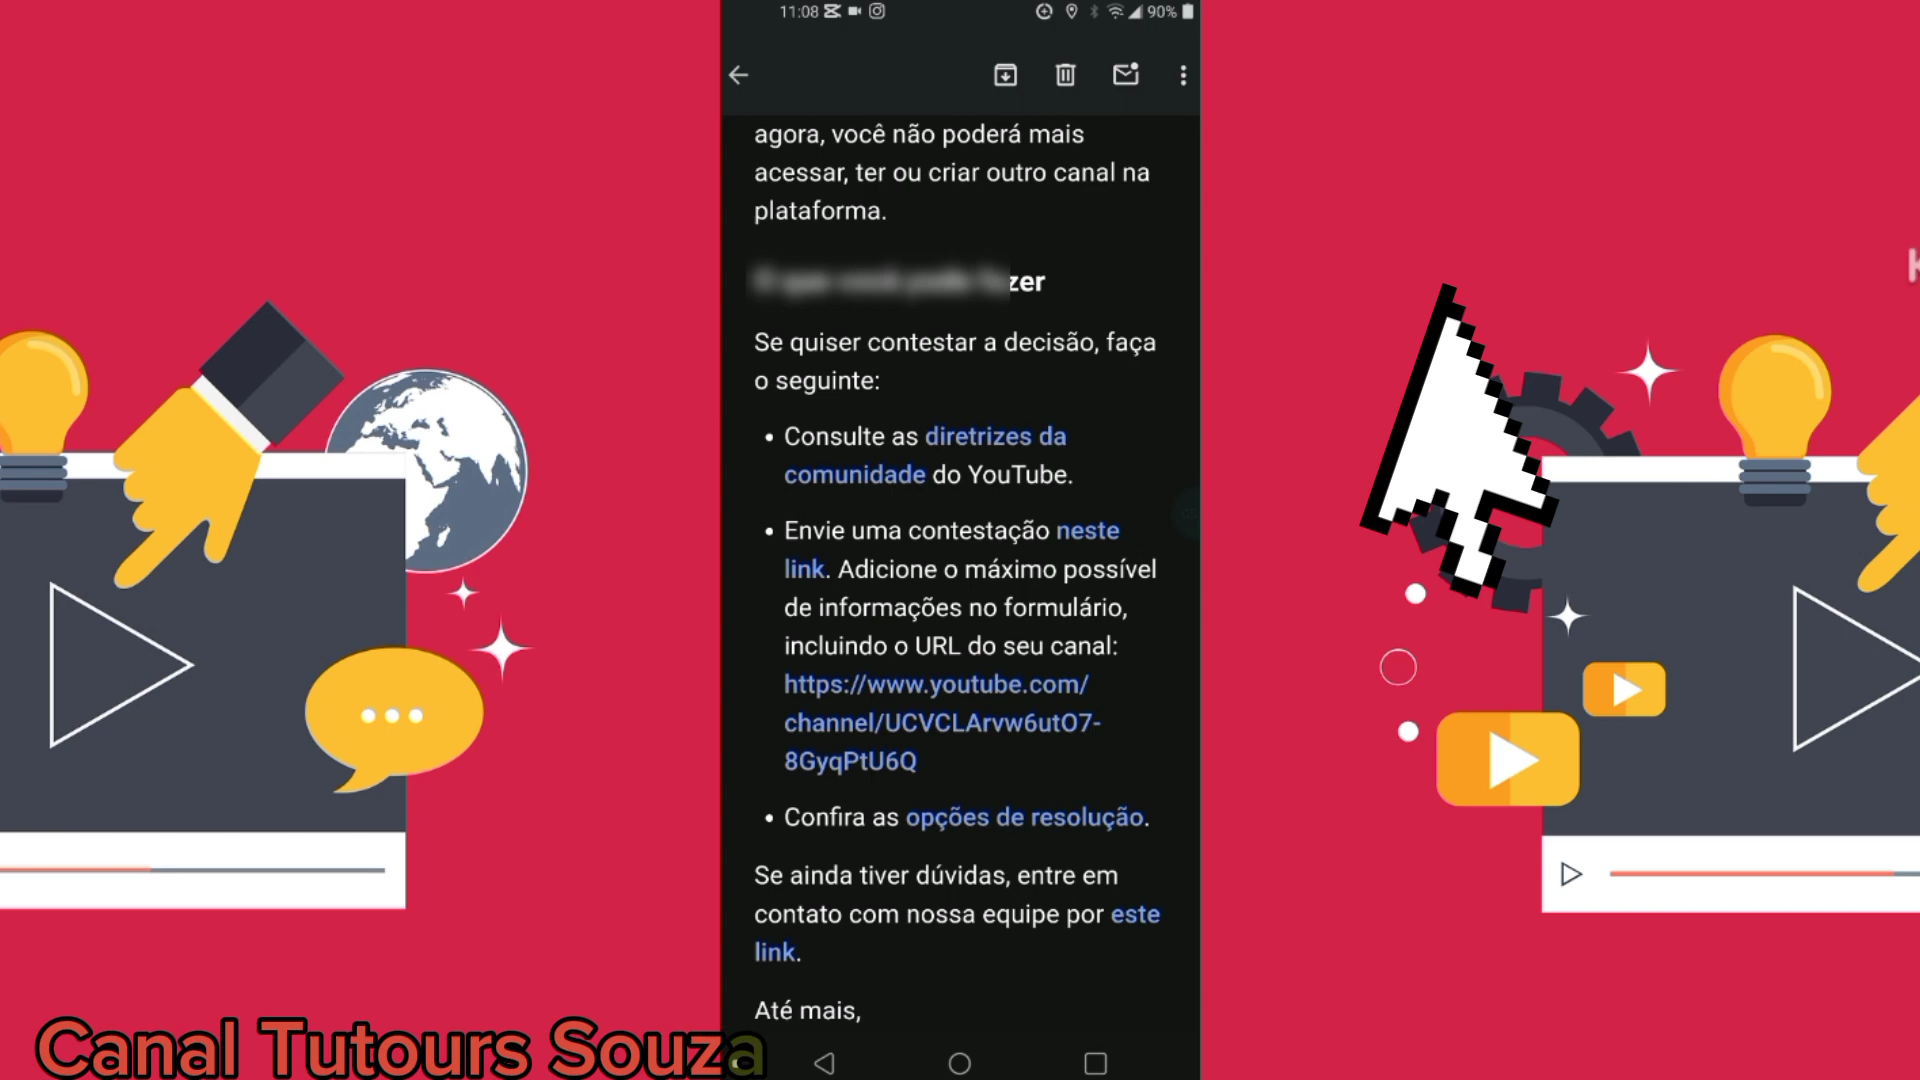 11:08
90%
agora, você não poderá mais
acessar, ter ou criar outro canal na
plataforma.
zer
Se quiser contestar a decisão, faça
o seguinte:
• Consulte as diretrizes da
comunidade do YouTube.
• Envie uma contestação neste
link. Adicione o máximo possível
de informações no formulário,
incluindo o URL do seu canal:
https://www.youtube.com/
channel/UCVCLArvw6utO7-
8GyqPtU6Q
• Confira as opções de resolução.
Se ainda tiver dúvidas, entre em
contato com nossa equipe por este
link.
Até mais,
Canal Tutours Souza